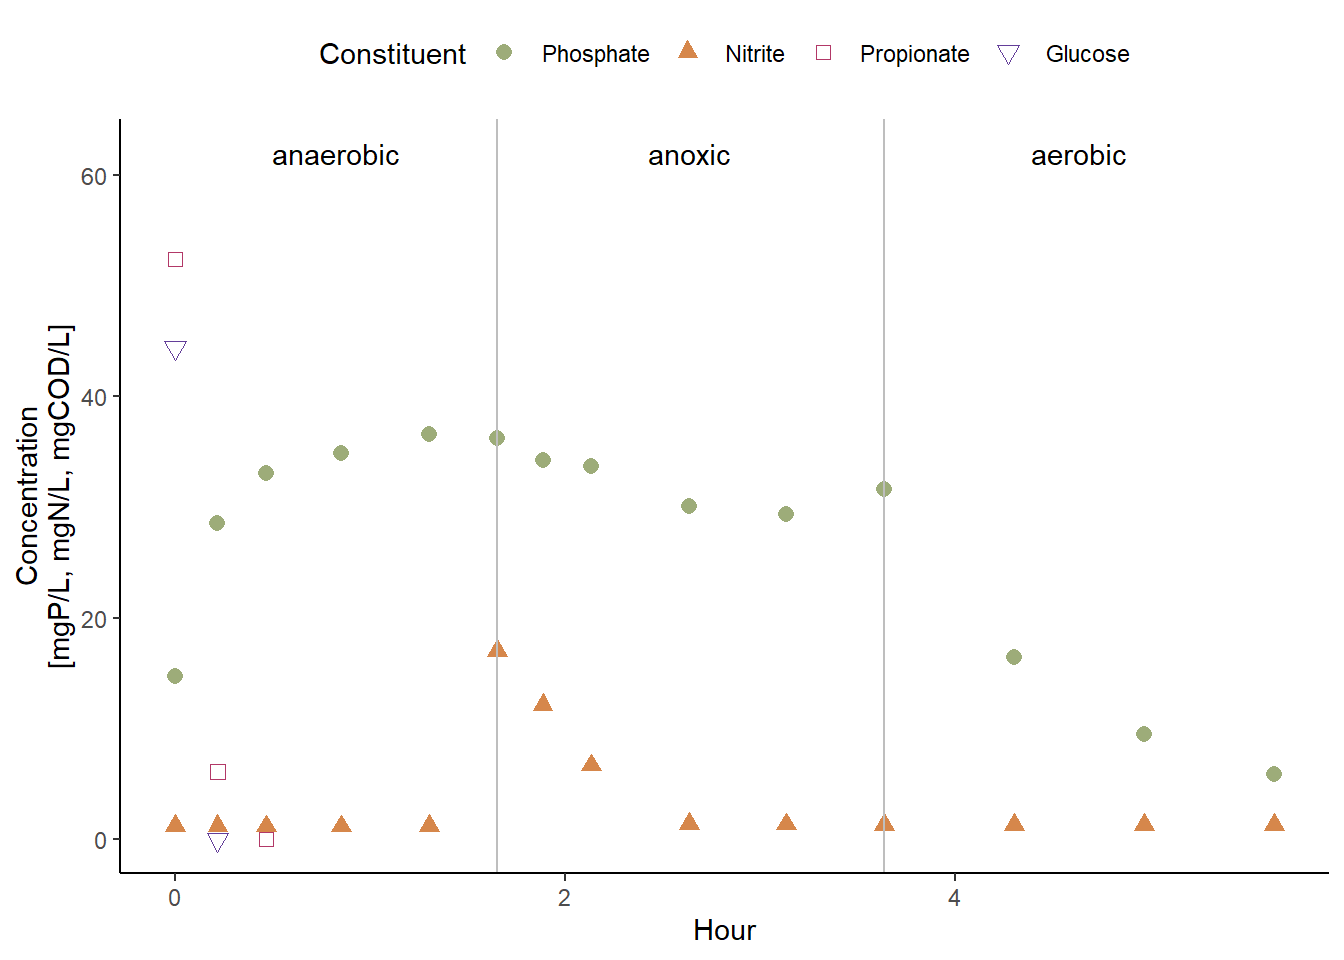 Constituent Phosphate Nitrite Propionate Glucose
anaerobic anoxic aerobic
60
40
20
0
Concentration
[mgP/L, mgN/L, mgCOD/L]
0 2 4
Hour